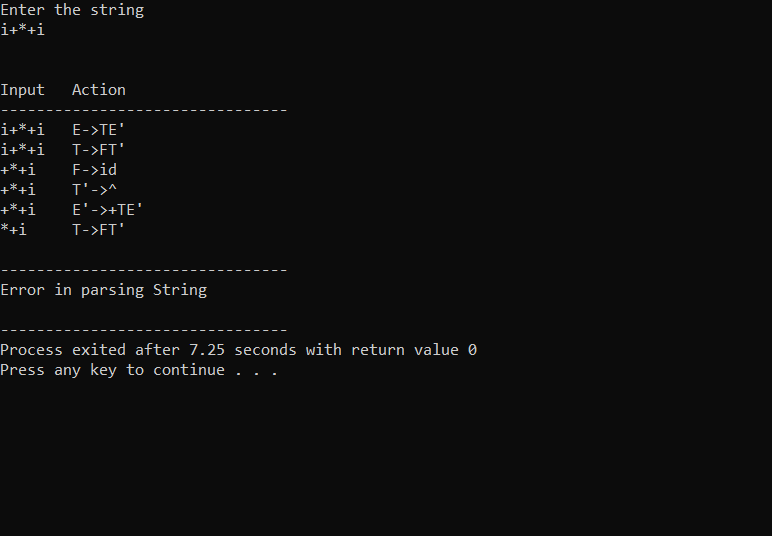 Enter the string
i+*+i
Input   Action
--------------------------------
i+*+i   E->TE'
i+*+i   T->FT'
+*+i    F->id
+*+i    T'->^
+*+i    E'->+TE'
*+i     T->FT'
--------------------------------
Error in parsing String
--------------------------------
Process exited after 7.25 seconds with return value 0
Press any key to continue . . .